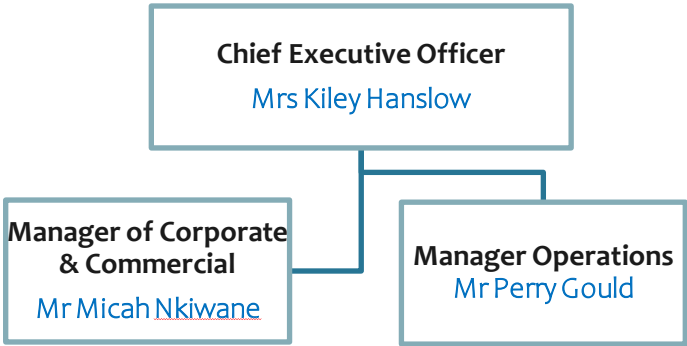 Chief Executive Officer
Mrs Kiley Hanslow
Manager of Corporate
& Commercial
Mr Micah Nkiwane
Manager Operations
Mr Perry Gould